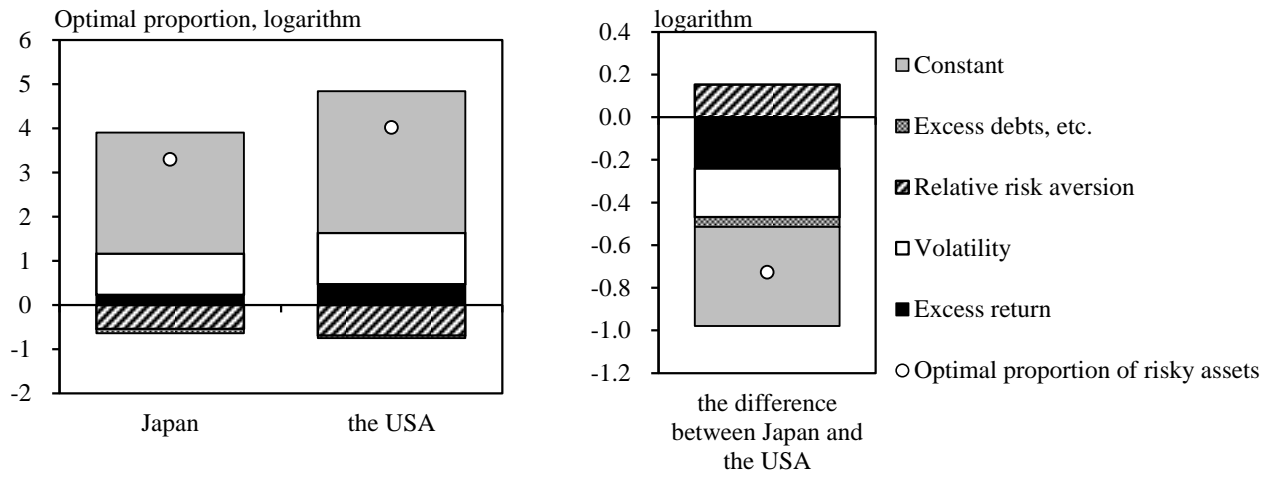 Optimal proportion, logarithm
6
5
4
3
2
1
0
-1
-2
Japan
the USA
logarithm
0.4
0.2
0.0
-0.2
-0.4
-0.6
-0.8
-1.0
-1.2
the difference
between Japan and
the USA
Constant
Excess debts, etc.
Relative risk aversion
Volatility
Excess return
Optimal proportion of risky assets